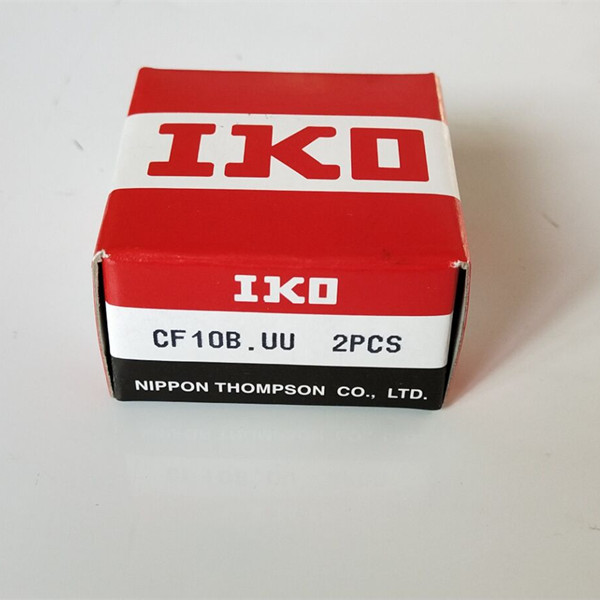 IKO
IKO
CF10B.UU 2PCS
NIPPON THOMPSON CO., LTD.